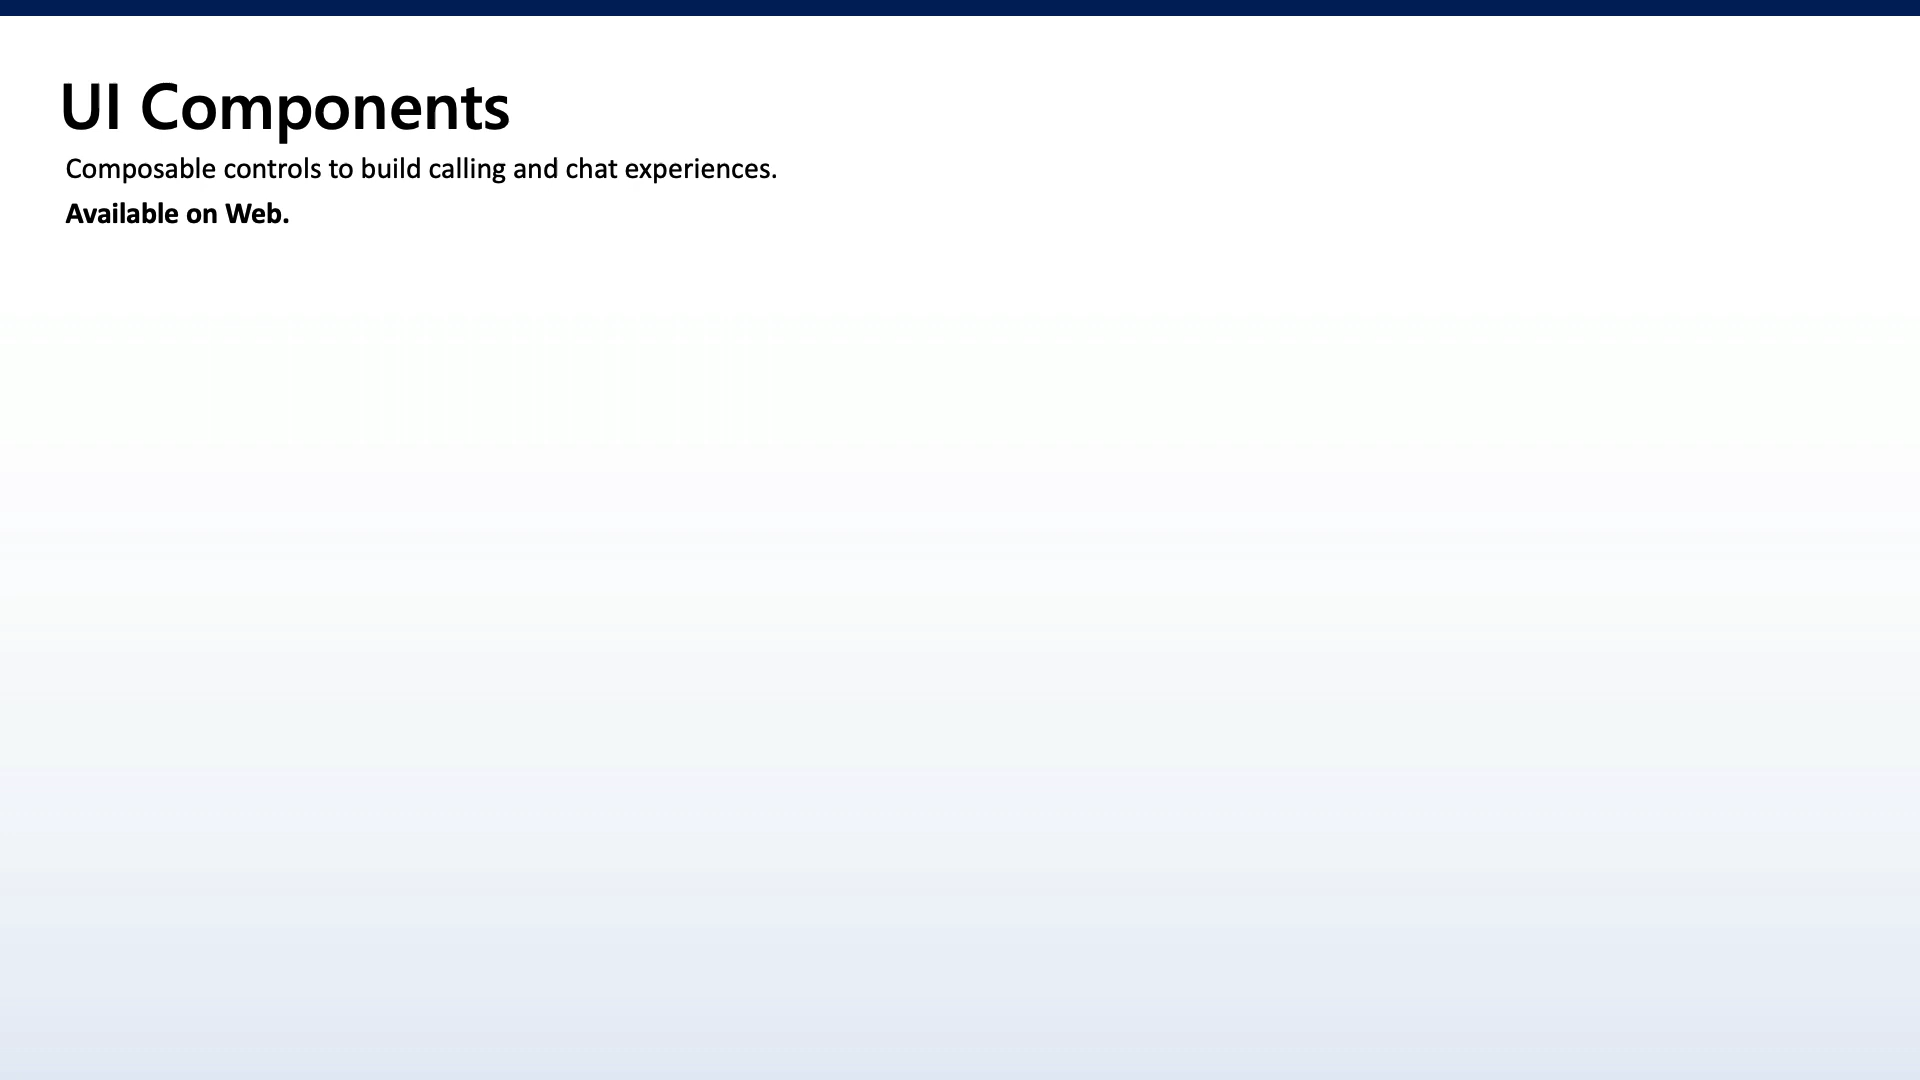 UI Components
Composable controls to build calling and chat experiences.
Available on Web.